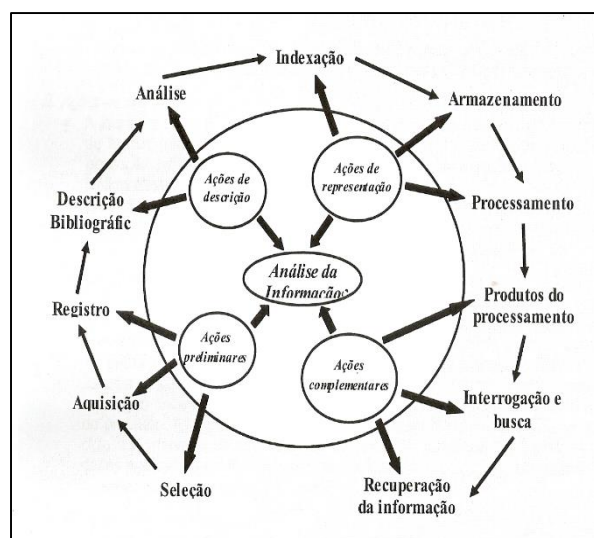 Indexação
Análise
Armazenamento
Ações de
descrição
Ações de
representação
Descrição
Bibliográfic
Processamento
Análise da
Informação
Registro
Produtos do
processamento
Ações
preliminares
Ações
complementares
Aquisição
Interrogação e
busca
Seleção
Recuperação
da informação